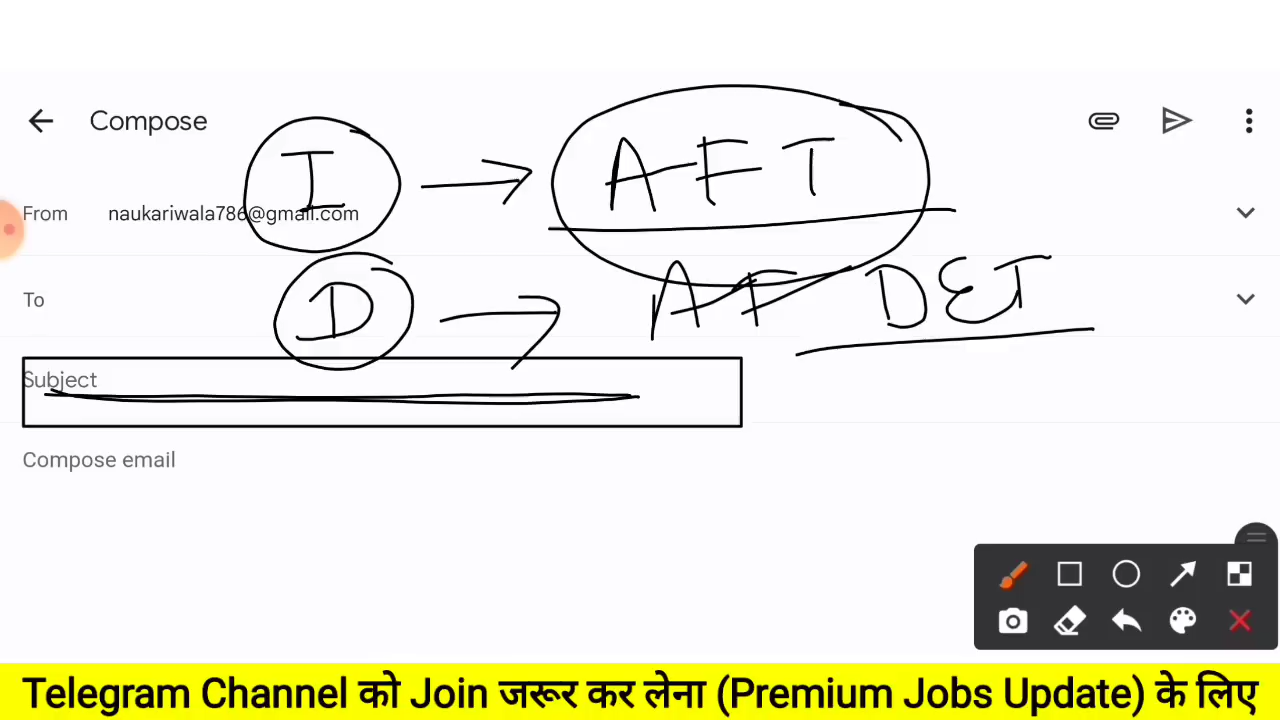 Compose
I → AFT
From naukariwala786@gmail.com
D → AF DET
To
Subject
Compose email
Telegram Channel को Join जरूर कर लेना (Premium Jobs Update) के लिए